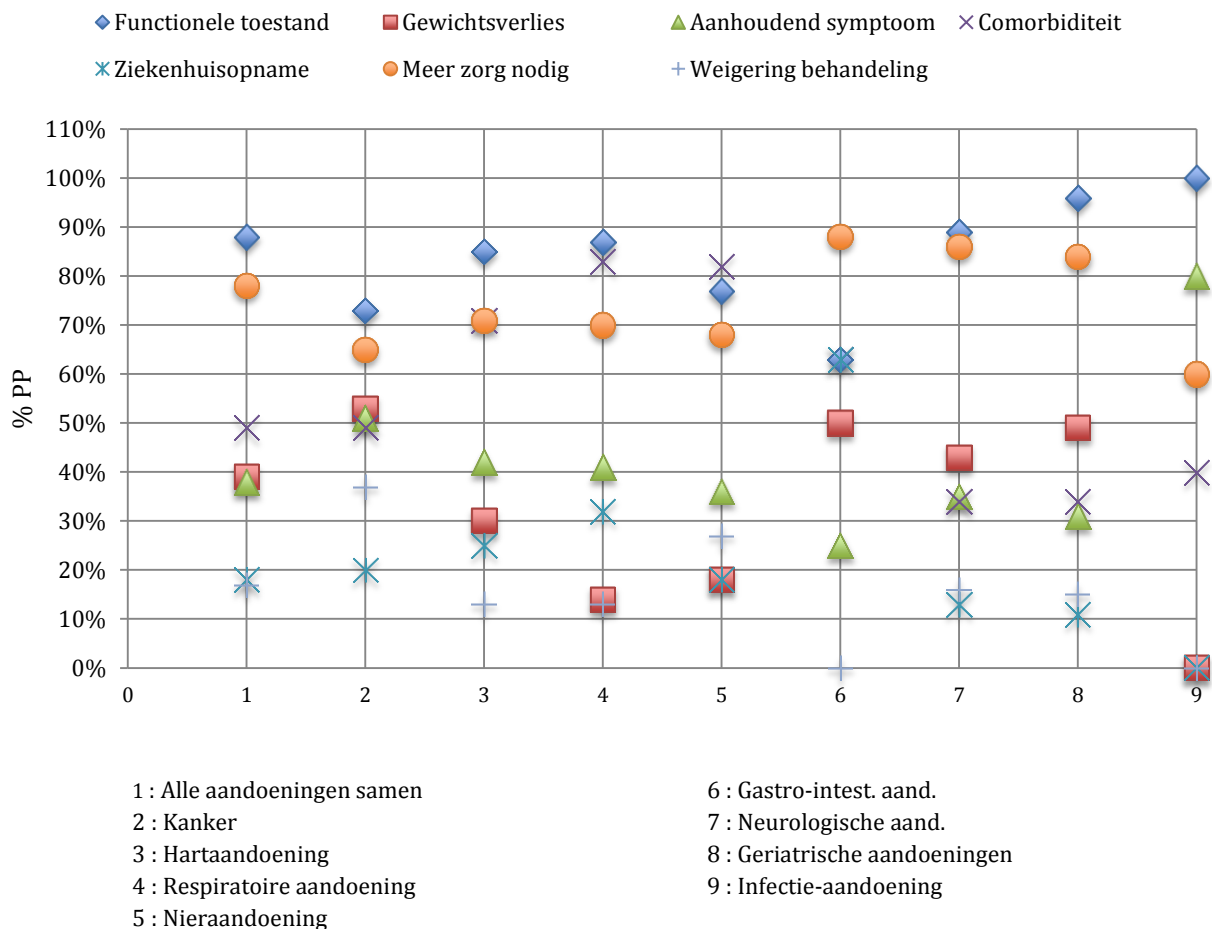 Functionele toestand Gewichtsverlies Aanhoudend symptoom Comorbiditeit
Ziekenhuisopname Meer zorg nodig Weigering behandeling
110%
100%
90%
80%
70%
60%
50%
40%
30%
20%
10%
0%
% PP
0 1 2 3 4 5 6 7 8 9
1 : Alle aandoeningen samen
2 : Kanker
3 : Hartaandoening
4 : Respiratoire aandoening
5 : Nieraandoening
6 : Gastro-intest. aand.
7 : Neurologische aand.
8 : Geriatrische aandoeningen
9 : Infectie-aandoening